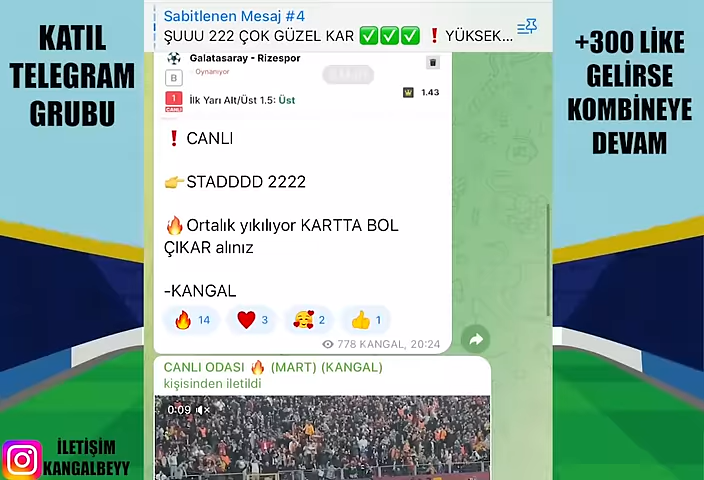 KATIL
TELEGRAM
GRUBU
Sabitlenen Mesaj #4
ŞUUU 222 ÇOK GÜZEL KAR ✅✅✅ ❗ YÜKSEK...
Galatasaray - Rizespor
B
Oynanıyor
1
CANLI
İlk Yarı Alt/Üst 1.5: Üst
1.43
❗ CANLI
👉STADDDD 2222
🔥Ortalık yıkılıyor KARTTA BOL
ÇIKAR alınız
-KANGAL
🔥 14 ❤️ 3 🥰 2 👍 1
778 KANGAL, 20:24
CANLI ODASI 🔥 (MART) (KANGAL)
kişisinden iletildi
0:09
+300 LİKE
GELİRSE
KOMBİNEYE
DEVAM
İLETİŞİM
KANGALBEYY